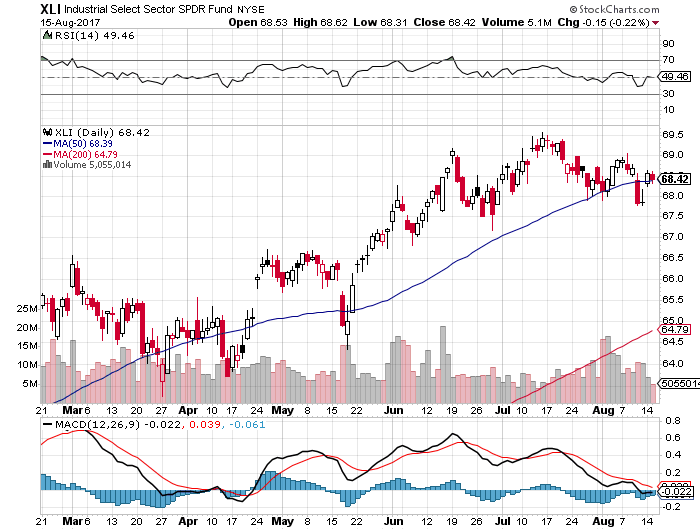 XLI Industrial Select Sector SPDR Fund NYSE © StockCharts.com
15-Aug-2017 Open 68.53 High 68.62 Low 68.31 Close 68.42 Volume 5.1M Chg -0.15 (-0.22%)
RSI(14) 49.46
90
70
49.46
30
10
XLI (Daily) 68.42
MA(50) 68.39
MA(200) 64.79
Volume 5,055,014
69.5
69.0
68.5
68.42
68.0
67.5
67.0
66.5
66.0
65.5
65.0
64.79
64.5
64.0
25M
20M
15M
10M
5M
5055014
21 Mar 6 13 20 27 Apr 10 17 24 May 8 15 22 Jun 12 19 26 Jul 10 17 24 Aug 7 14
MACD(12,26,9) -0.022, 0.039, -0.061
0.8
0.6
0.4
0.2
-0.022
-0.2
21 Mar 6 13 20 27 Apr 10 17 24 May 8 15 22 Jun 12 19 26 Jul 10 17 24 Aug 7 14